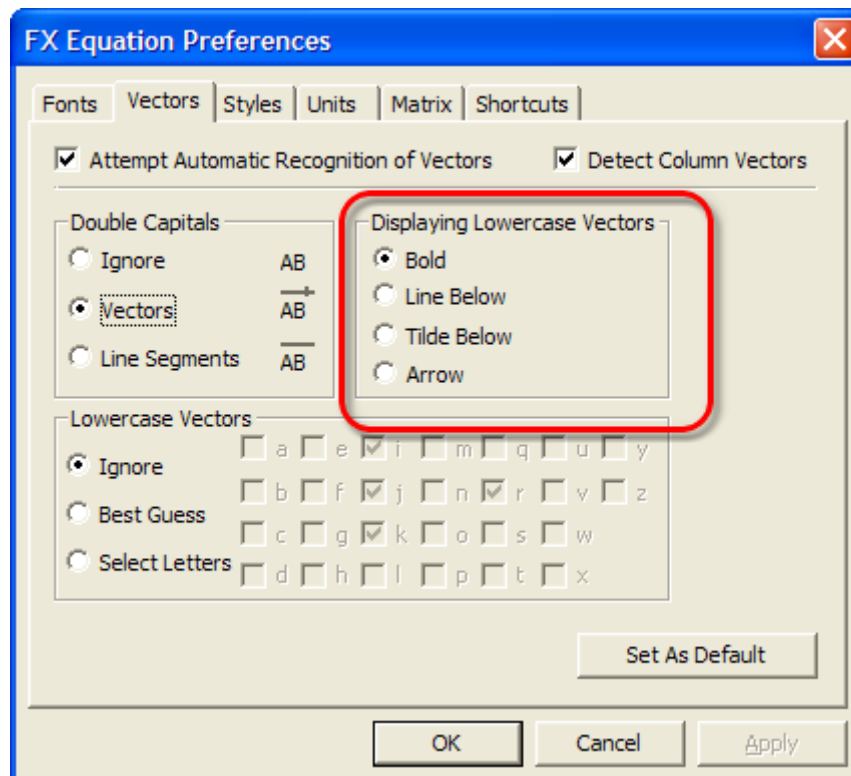 FX Equation Preferences
Fonts Vectors Styles Units Matrix Shortcuts
Attempt Automatic Recognition of Vectors Detect Column Vectors
Double Capitals
Ignore AB
Vectors AB
Line Segments AB
Displaying Lowercase Vectors
Bold
Line Below
Tilde Below
Arrow
Lowercase Vectors
Ignore
Best Guess
Select Letters
a e i m q u y
b f j n r v z
c g k o s w
d h l p t x
Set As Default
OK Cancel Apply